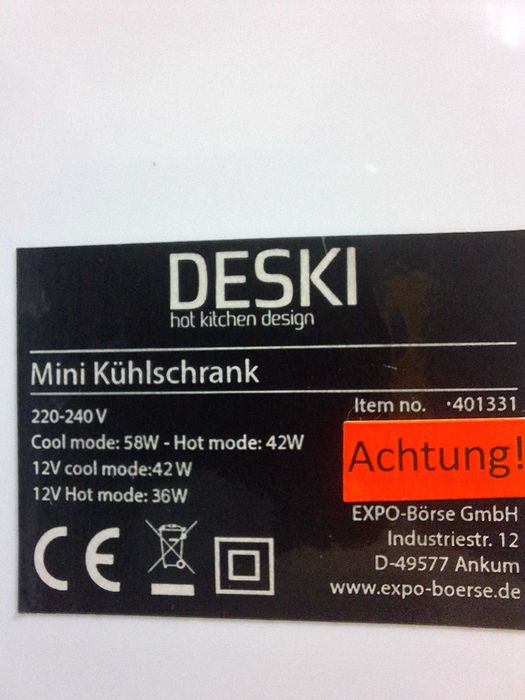 DESKI
hot kitchen design
Mini Kühlschrank
220-240 V
Cool mode: 58W - Hot mode: 42W
12V cool mode:42 W
12V Hot mode: 36W
CE
Item no. ·401331
Achtung!
EXPO-Börse GmbH
Industriestr. 12
D-49577 Ankum
www.expo-boerse.de